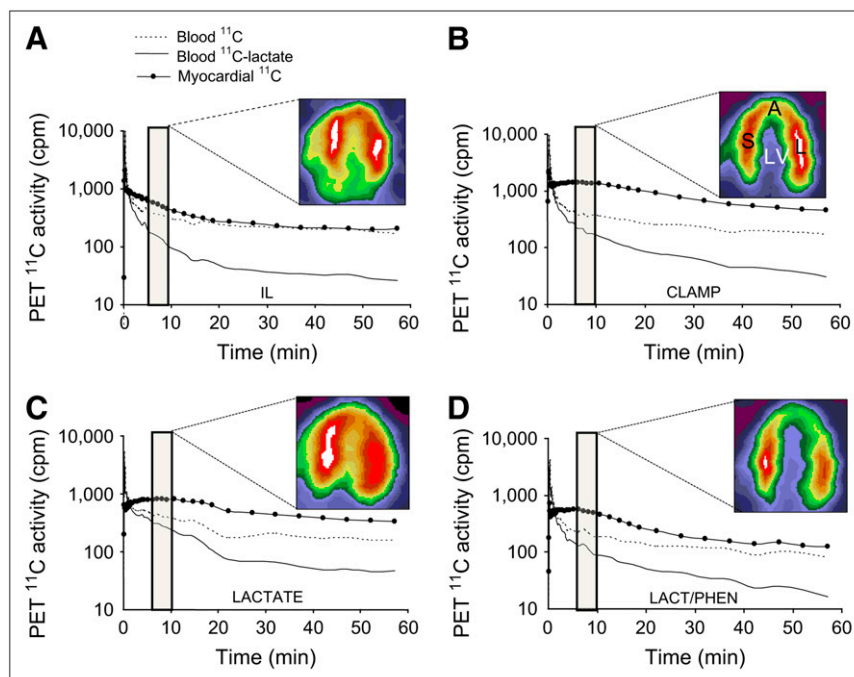 A
Blood ¹¹C
Blood ¹¹C-lactate
Myocardial ¹¹C
PET ¹¹C activity (cpm)
10,000
1,000
100
10
0 10 20 30 40 50 60
IL
Time (min)
B
PET ¹¹C activity (cpm)
10,000
1,000
100
10
0 10 20 30 40 50 60
CLAMP
Time (min)
A
S
LV
L
C
PET ¹¹C activity (cpm)
10,000
1,000
100
10
0 10 20 30 40 50 60
LACTATE
Time (min)
D
PET ¹¹C activity (cpm)
10,000
1,000
100
10
0 10 20 30 40 50 60
LACT/PHEN
Time (min)